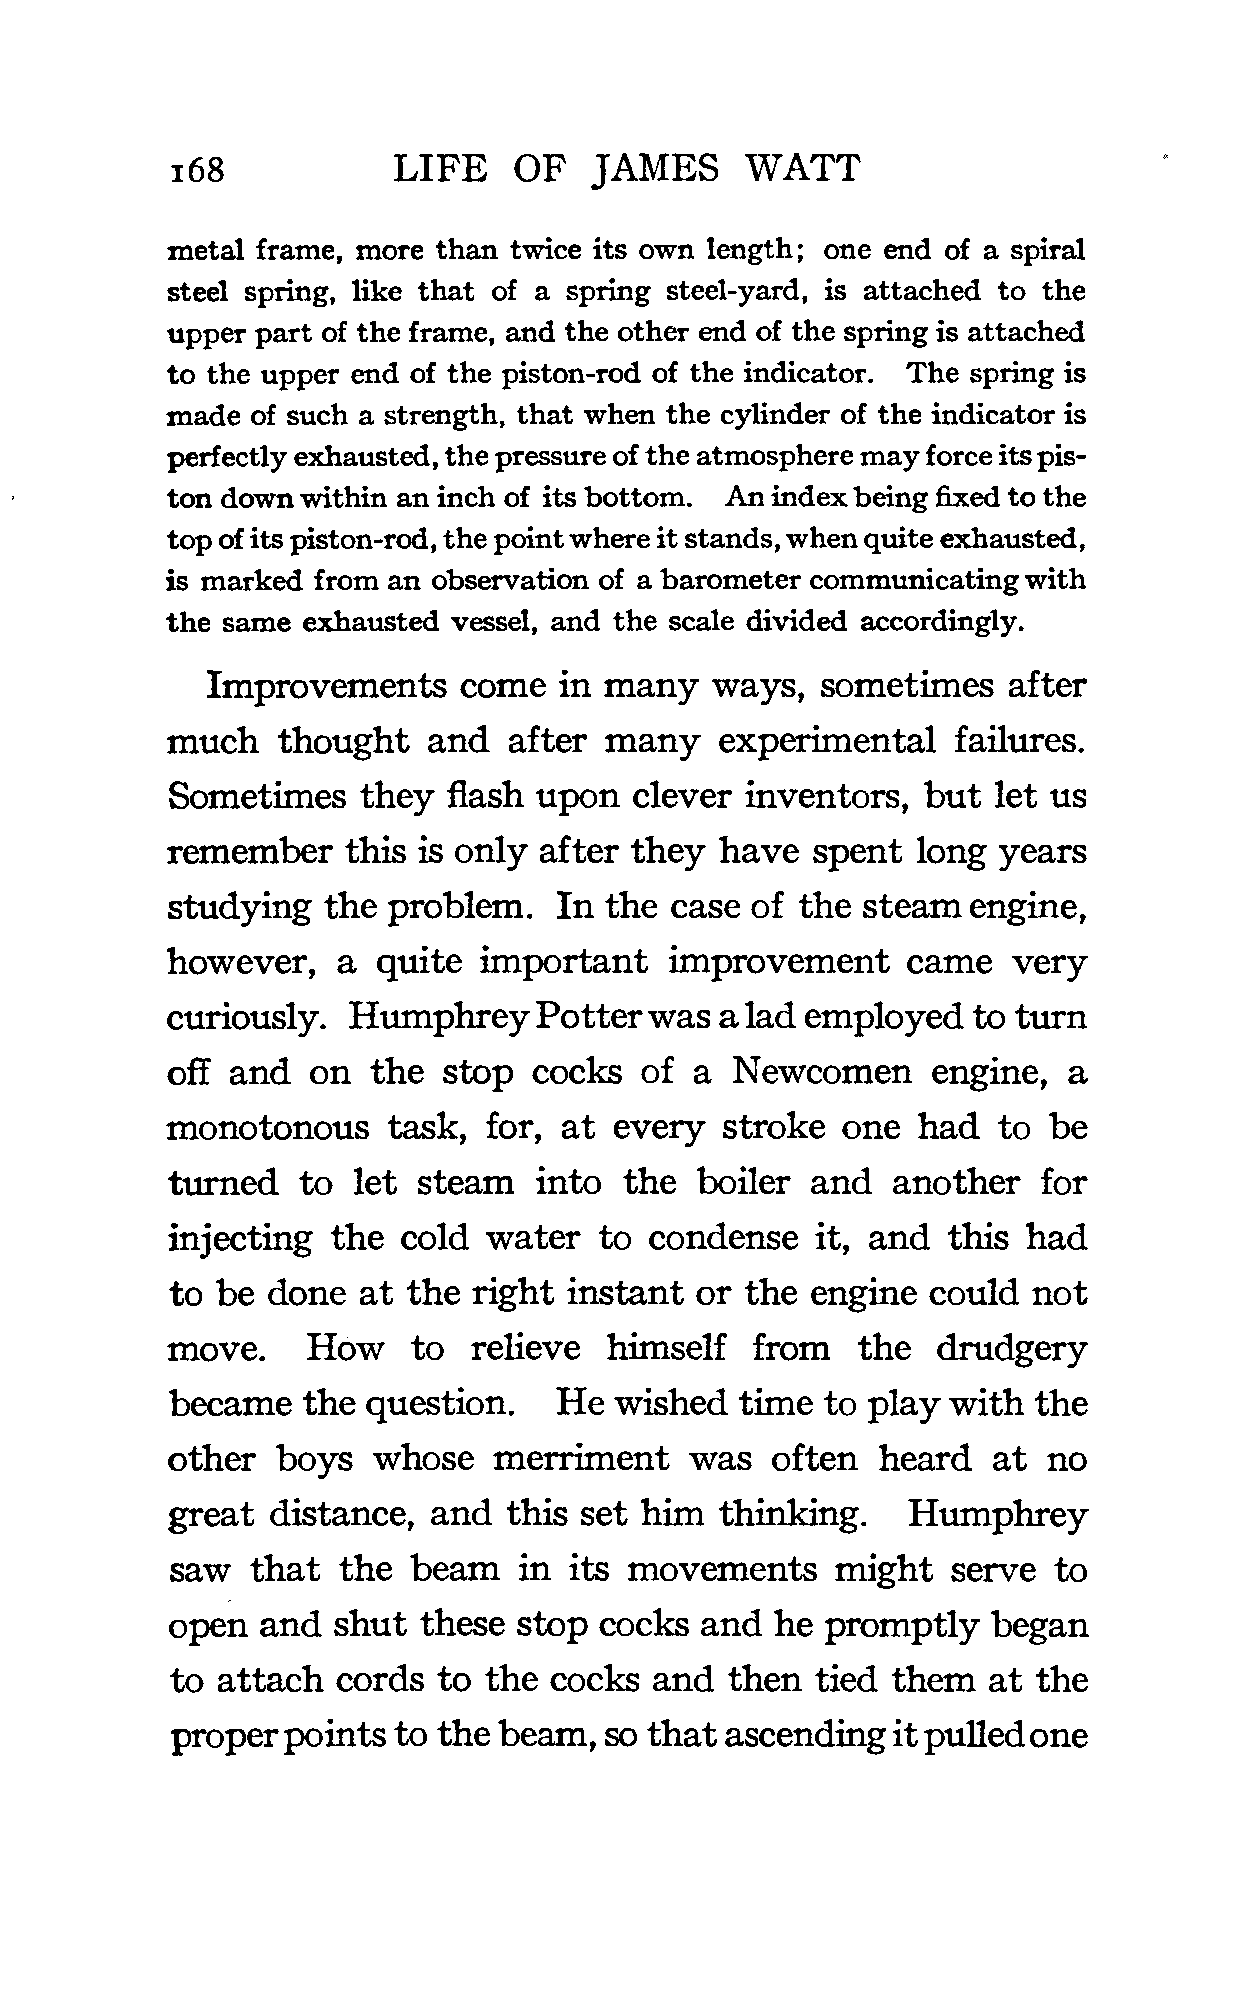 168 LIFE OF JAMES WATT
metal frame, more than twice its own length; one end of a spiral
steel spring, like that of a spring steel-yard, is attached to the
upper part of the frame, and the other end of the spring is attached
to the upper end of the piston-rod of the indicator. The spring is
made of such a strength, that when the cylinder of the indicator is
perfectly exhausted, the pressure of the atmosphere may force its pis-
ton down within an inch of its bottom. An index being fixed to the
top of its piston-rod, the point where it stands, when quite exhausted,
is marked from an observation of a barometer communicating with
the same exhausted vessel, and the scale divided accordingly.
Improvements come in many ways, sometimes after
much thought and after many experimental failures.
Sometimes they flash upon clever inventors, but let us
remember this is only after they have spent long years
studying the problem. In the case of the steam engine,
however, a quite important improvement came very
curiously. Humphrey Potter was a lad employed to turn
off and on the stop cocks of a Newcomen engine, a
monotonous task, for, at every stroke one had to be
turned to let steam into the boiler and another for
injecting the cold water to condense it, and this had
to be done at the right instant or the engine could not
move. How to relieve himself from the drudgery
became the question. He wished time to play with the
other boys whose merriment was often heard at no
great distance, and this set him thinking. Humphrey
saw that the beam in its movements might serve to
open and shut these stop cocks and he promptly began
to attach cords to the cocks and then tied them at the
proper points to the beam, so that ascending it pulled one